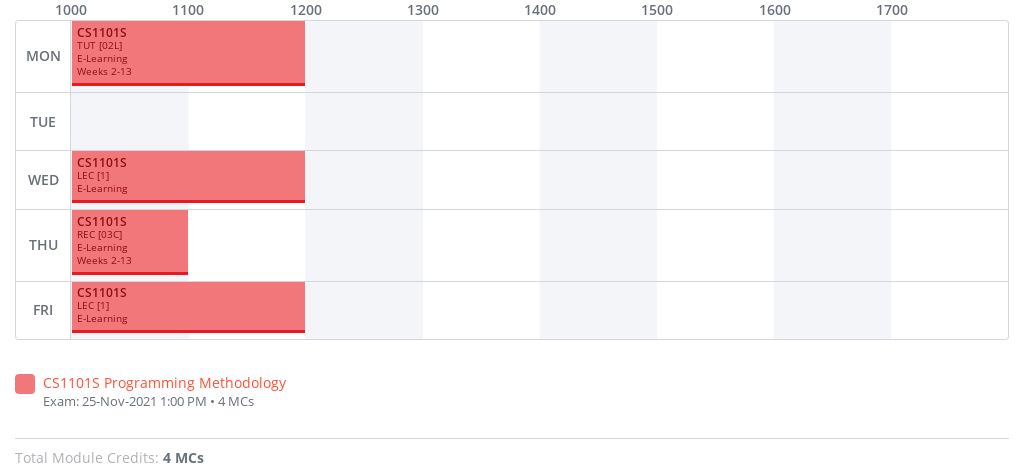 1000 1100 1200 1300 1400 1500 1600 1700
MON
CS1101S
TUT [02L]
E-Learning
Weeks 2-13
TUE
WED
CS1101S
LEC [1]
E-Learning
THU
CS1101S
REC [03C]
E-Learning
Weeks 2-13
FRI
CS1101S
LEC [1]
E-Learning
CS1101S Programming Methodology
Exam: 25-Nov-2021 1:00 PM • 4 MCs
Total Module Credits: 4 MCs